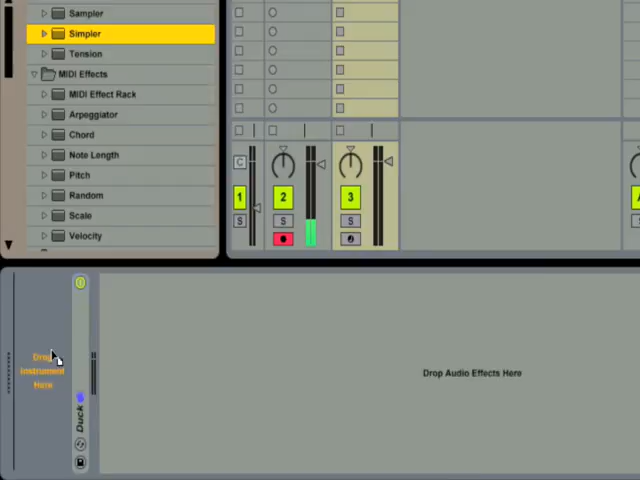 Sampler
Simpler
Tension
MIDI Effects
MIDI Effect Rack
Arpeggiator
Chord
Note Length
Pitch
Random
Scale
Velocity
C
1
2
3
S
S
S
Drop
Instrument
Here
Duck
Drop Audio Effects Here